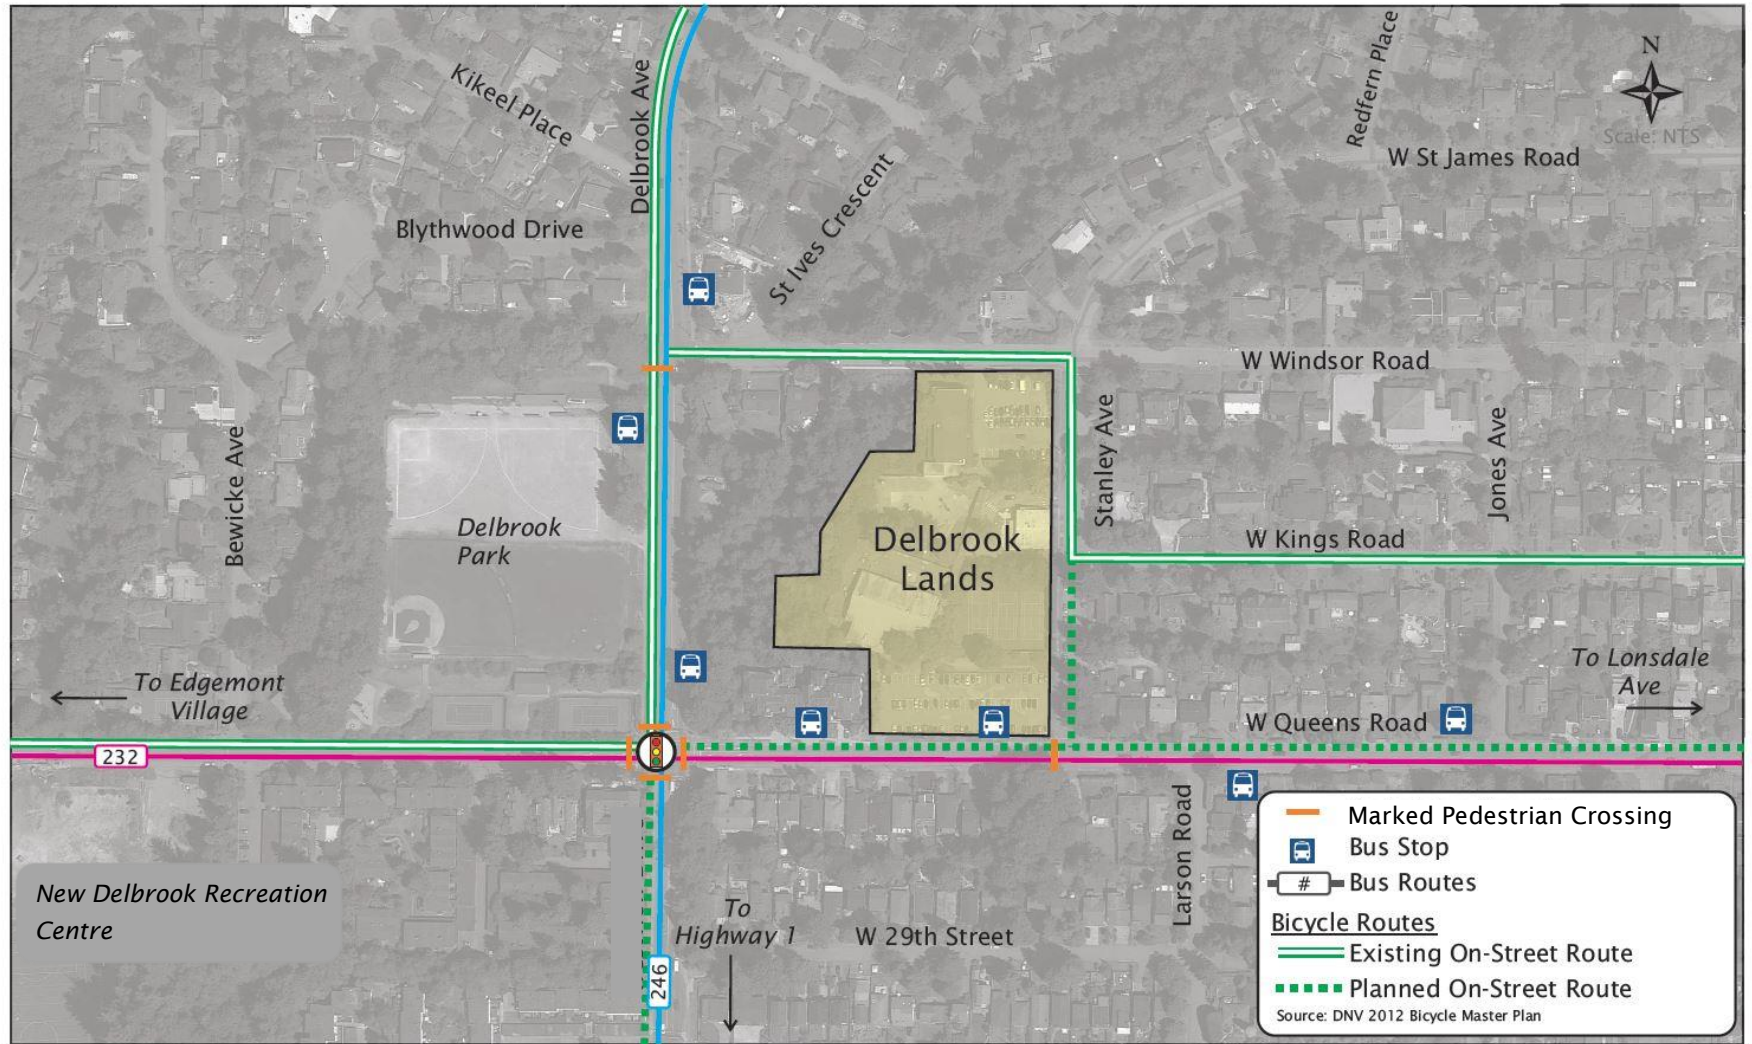 Kikeel Place
Delbrook Ave
Redfern Place
N
Scale: NTS
W St James Road
Blythwood Drive
St Ives Crescent
W Windsor Road
Bewicke Ave
Delbrook
Park
Delbrook
Lands
Stanley Ave
Jones Ave
W Kings Road
To Edgemont
Village
To Lonsdale
Ave
W Queens Road
232
Larson Road
New Delbrook Recreation
Centre
To
Highway 1
W 29th Street
246
Marked Pedestrian Crossing
Bus Stop
# Bus Routes
Bicycle Routes
Existing On-Street Route
Planned On-Street Route
Source: DNV 2012 Bicycle Master Plan